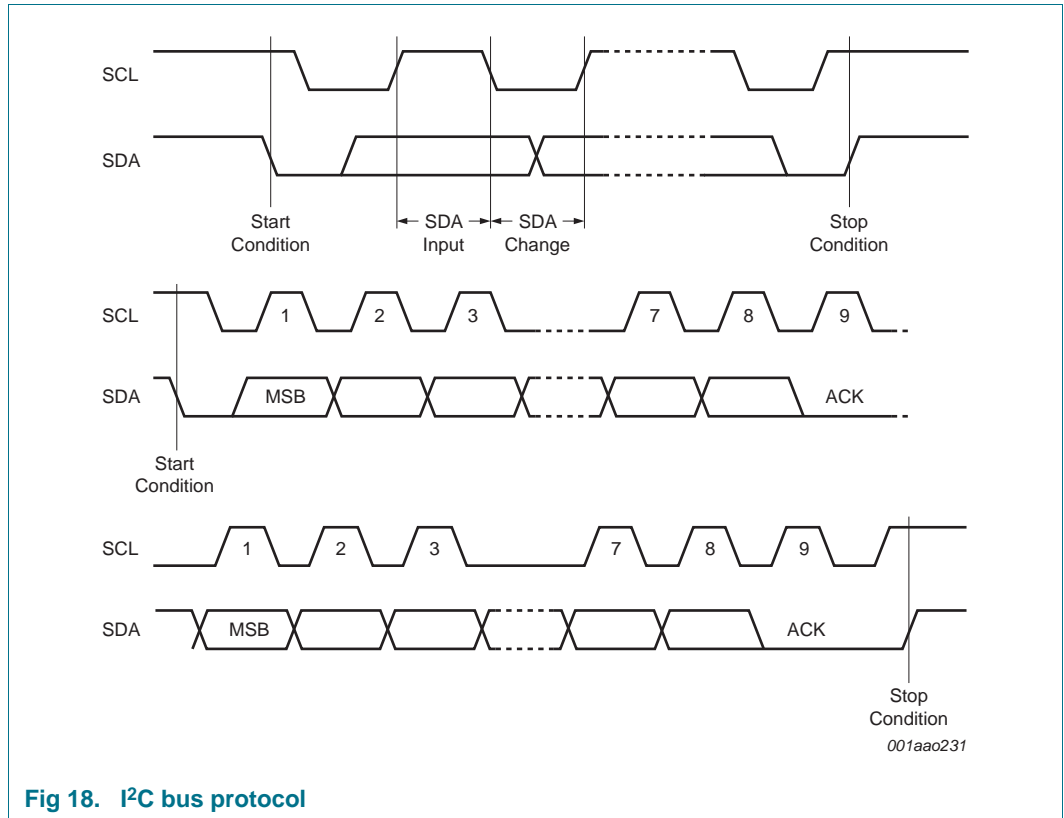 SCL
SDA
Start
Condition
SDA
Input
SDA
Change
Stop
Condition
SCL
1 2 3 7 8 9
SDA
MSB
ACK
Start
Condition
SCL
1 2 3 7 8 9
SDA
MSB
ACK
Stop
Condition
001aao231
Fig 18. I²C bus protocol